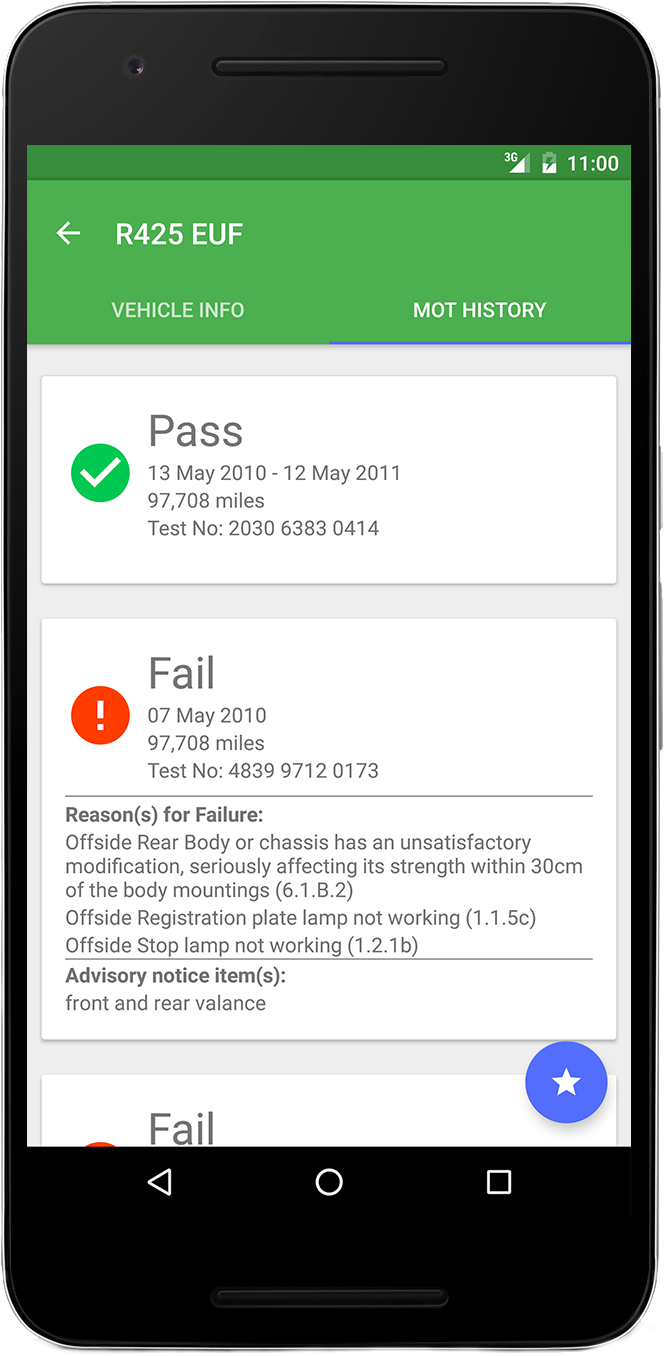 3G 11:00
R425 EUF
VEHICLE INFO MOT HISTORY
Pass
13 May 2010 - 12 May 2011
97,708 miles
Test No: 2030 6383 0414
Fail
07 May 2010
97,708 miles
Test No: 4839 9712 0173
Reason(s) for Failure:
Offside Rear Body or chassis has an unsatisfactory
modification, seriously affecting its strength within 30cm
of the body mountings (6.1.B.2)
Offside Registration plate lamp not working (1.1.5c)
Offside Stop lamp not working (1.2.1b)
Advisory notice item(s):
front and rear valance
Fail